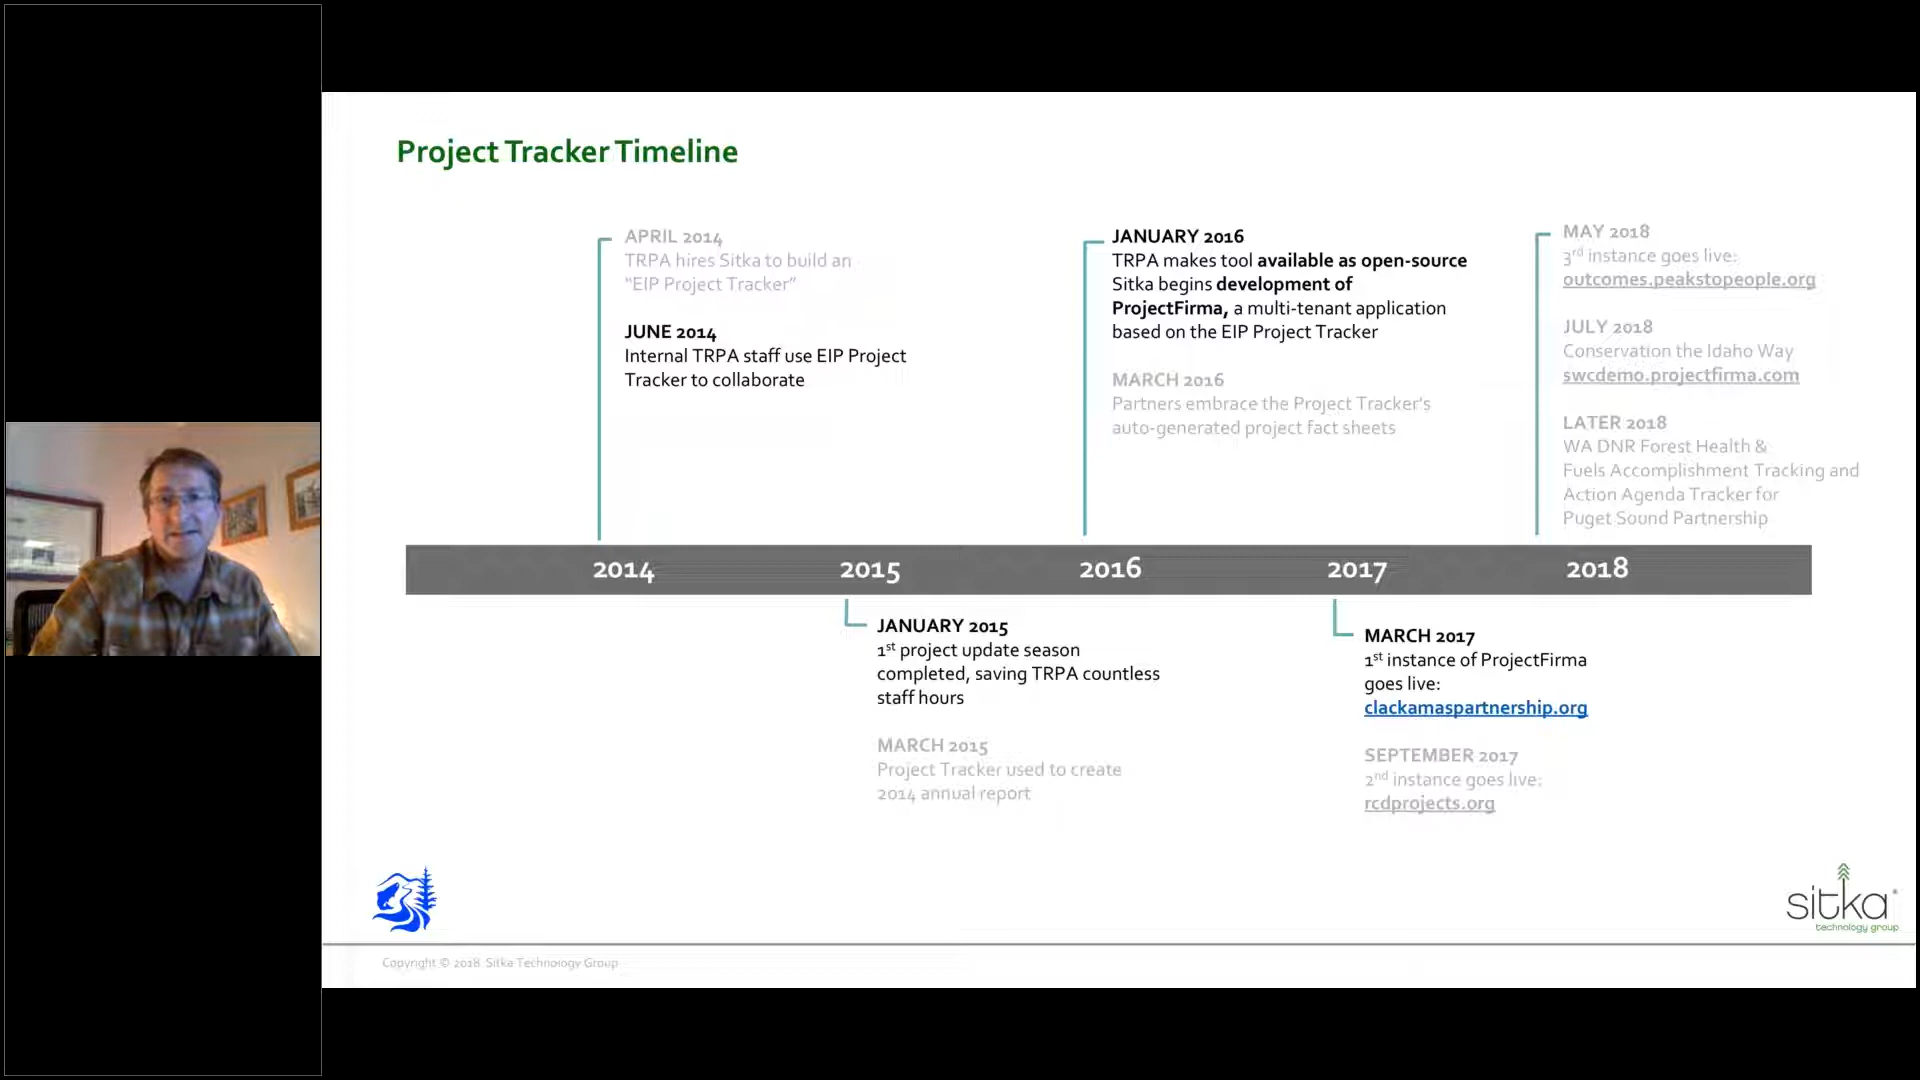 Project Tracker Timeline
APRIL 2014
TRPA hires Sitka to build an
“EIP Project Tracker”
JUNE 2014
Internal TRPA staff use EIP Project
Tracker to collaborate
JANUARY 2016
TRPA makes tool available as open-source
Sitka begins development of
ProjectFirma, a multi-tenant application
based on the EIP Project Tracker
MARCH 2016
Partners embrace the Project Tracker's
auto-generated project fact sheets
MAY 2018
3rd instance goes live:
outcomes.peakstopeople.org
JULY 2018
Conservation the Idaho Way
swcdemo.projectfirma.com
LATER 2018
WA DNR Forest Health &
Fuels Accomplishment Tracking and
Action Agenda Tracker for
Puget Sound Partnership
2014 2015 2016 2017 2018
JANUARY 2015
1st project update season
completed, saving TRPA countless
staff hours
MARCH 2015
Project Tracker used to create
2014 annual report
MARCH 2017
1st instance of ProjectFirma
goes live:
clackamaspartnership.org
SEPTEMBER 2017
2nd instance goes live:
rcdprojects.org
sitka
technology group
Copyright © 2018 Sitka Technology Group